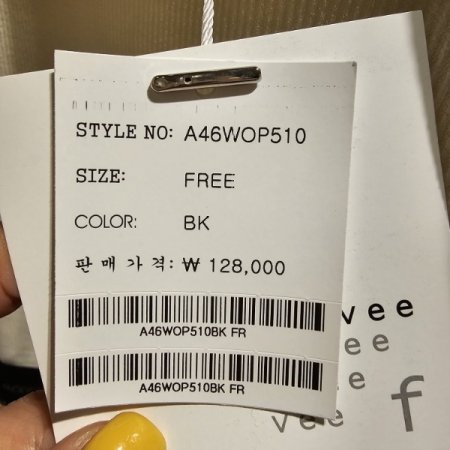 STYLE NO: A46WOP510
SIZE: FREE
COLOR: BK
판매가격: ₩ 128,000
A46WOP510BK FR
A46WOP510BK FR
vee
ee
e
vee
f